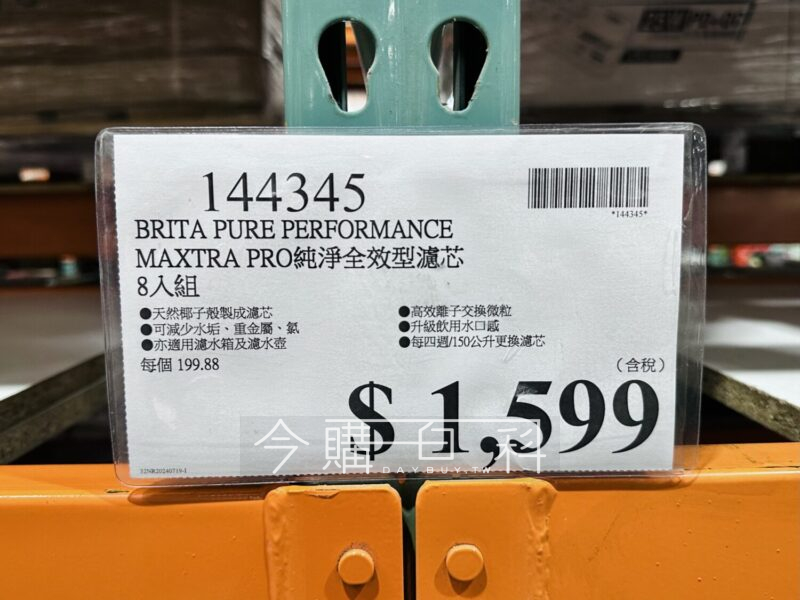 144345
*144345*
BRITA PURE PERFORMANCE
MAXTRA PRO純淨全效型濾芯
8入組
●天然椰子殼製成濾芯
●可減少水垢、重金屬、氯
●亦適用濾水箱及濾水壺
●高效離子交換微粒
●升級飲用水口感
●每四週/150公升更換濾芯
每個 199.88
(含稅)
$ 1,599
今購百科
DAYBUY.TW
32NR20240719-1